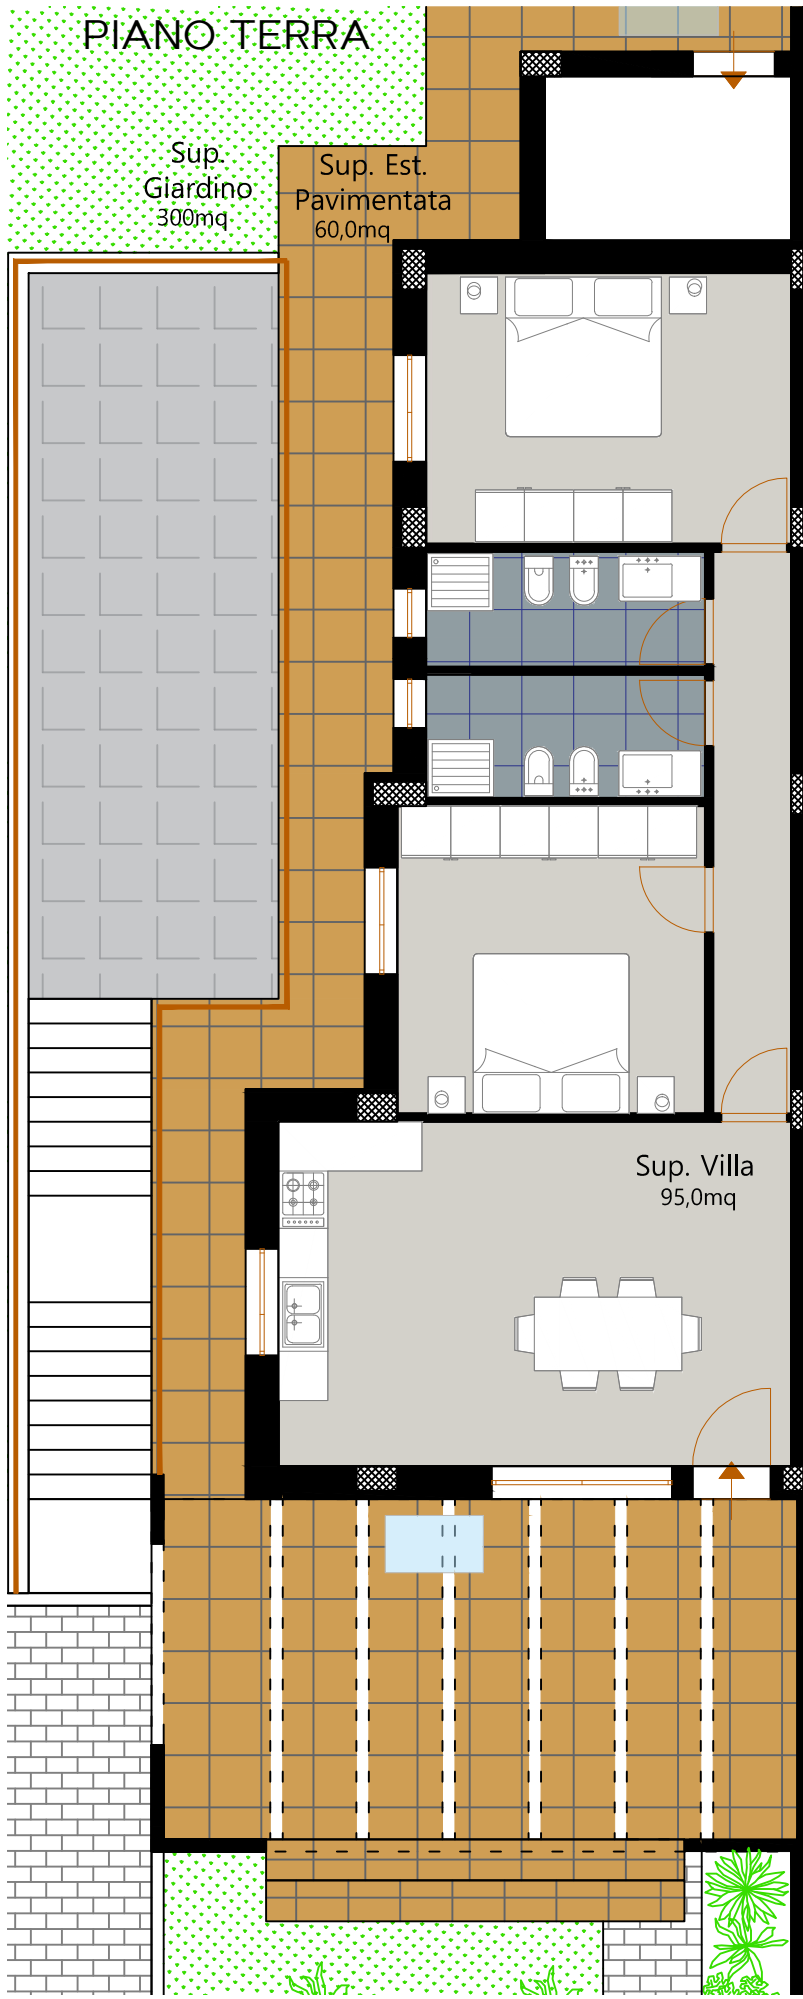 PIANO TERRA
Sup.
Giardino
300mq
Sup. Est.
Pavimentata
60,0mq
Sup. Villa
95,0mq